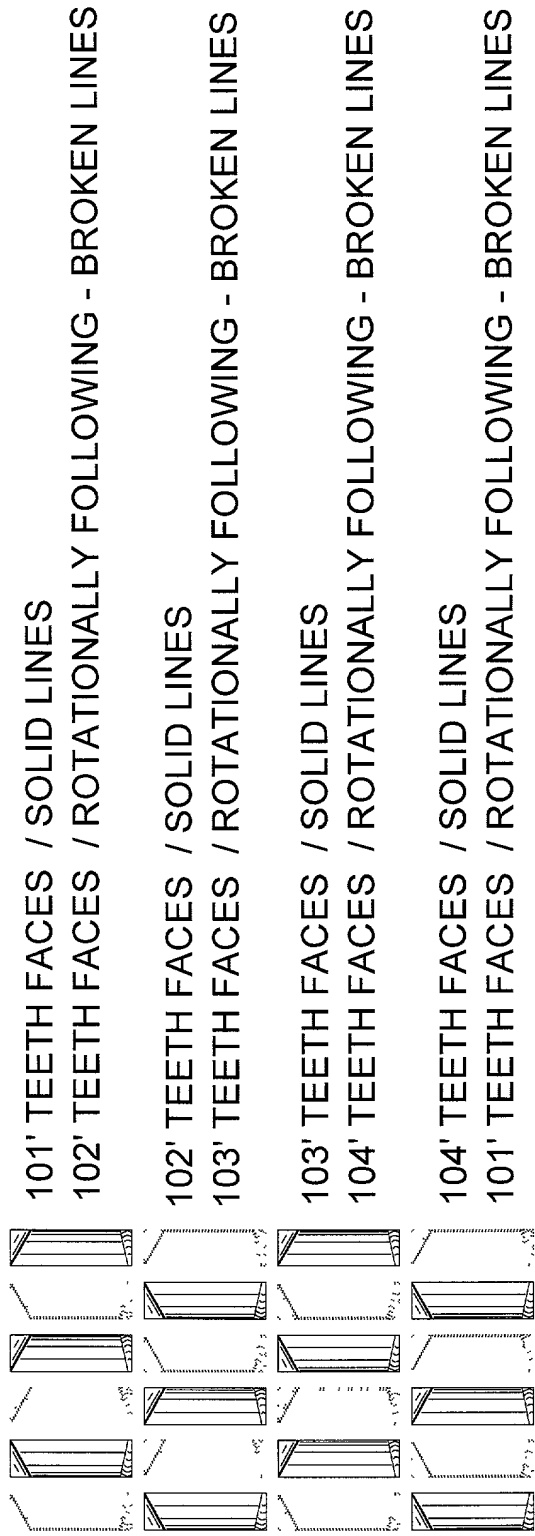 101' TEETH FACES / SOLID LINES
102' TEETH FACES / ROTATIONALLY FOLLOWING - BROKEN LINES
102' TEETH FACES / SOLID LINES
103' TEETH FACES / ROTATIONALLY FOLLOWING - BROKEN LINES
103' TEETH FACES / SOLID LINES
104' TEETH FACES / ROTATIONALLY FOLLOWING - BROKEN LINES
104' TEETH FACES / SOLID LINES
101' TEETH FACES / ROTATIONALLY FOLLOWING - BROKEN LINES